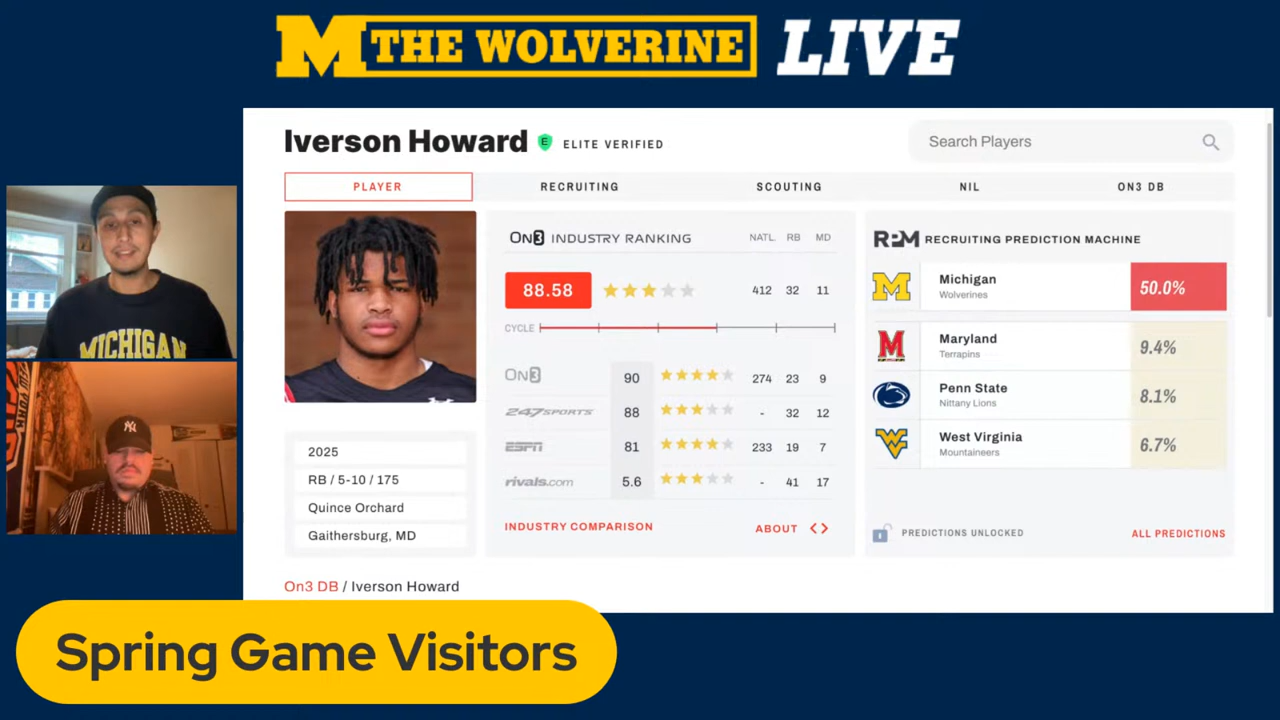 M THE WOLVERINE LIVE
Iverson Howard E ELITE VERIFIED
Search Players
PLAYER RECRUITING SCOUTING NIL ON3 DB
On3 INDUSTRY RANKING NATL. RB MD
88.58 412 32 11
CYCLE
ON3 90 274 23 9
247SPORTS 88 - 32 12
ESPN 81 233 19 7
rivals.com 5.6 - 41 17
INDUSTRY COMPARISON ABOUT <>
RPM RECRUITING PREDICTION MACHINE
M Michigan 50.0%
Wolverines
M Maryland 9.4%
Terrapins
Penn State 8.1%
Nittany Lions
WV West Virginia 6.7%
Mountaineers
PREDICTIONS UNLOCKED ALL PREDICTIONS
2025
RB / 5-10 / 175
Quince Orchard
Gaithersburg, MD
On3 DB / Iverson Howard
MICHIGAN
NY
Spring Game Visitors